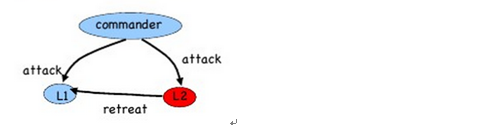 commander
attack
attack
L1
L2
retreat